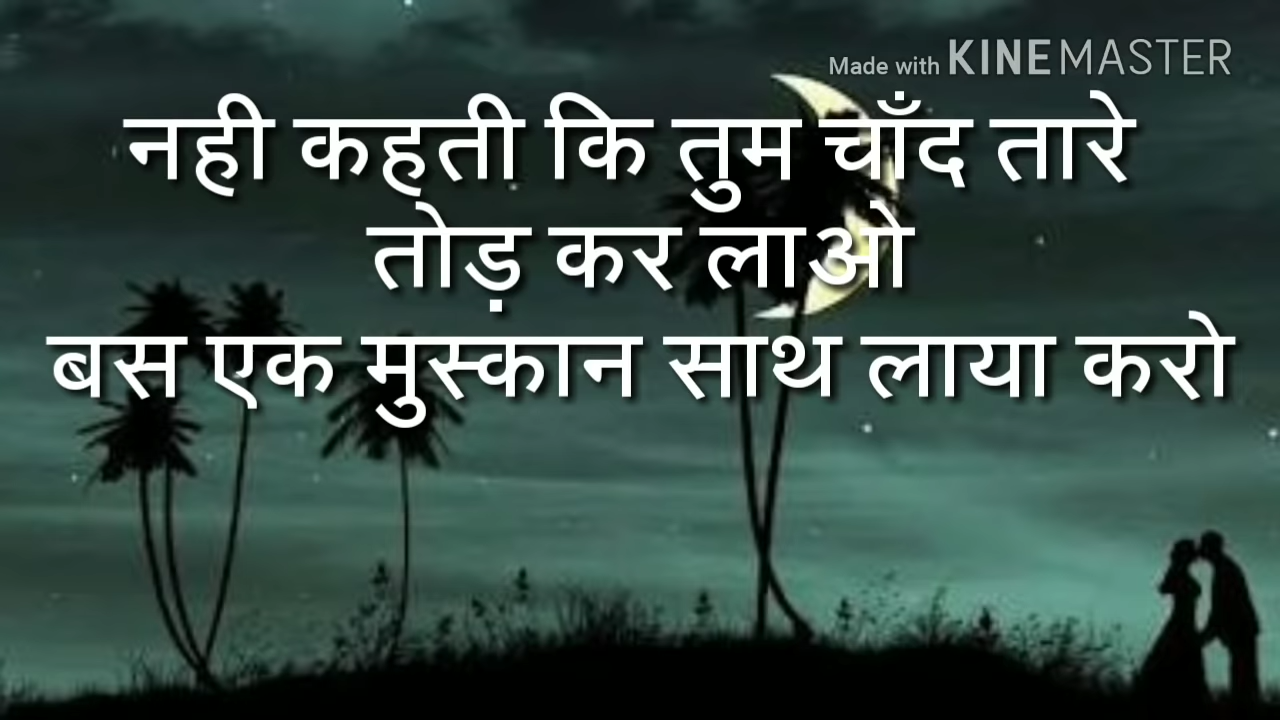 Made with KINEMASTER
नही कहती कि तुम चाँद तारे
तोड़ कर लाओ
बस एक मुस्कान साथ लाया करो